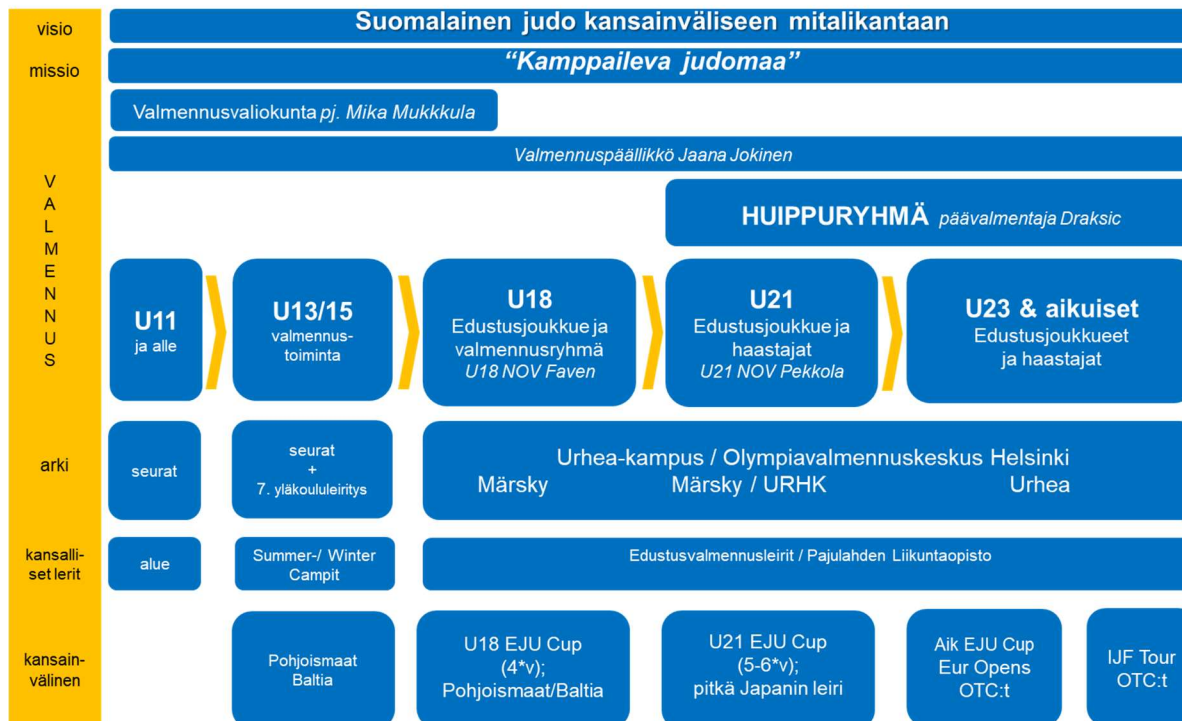 visio
Suomalainen judo kansainväliseen mitalikantaan
missio
“Kamppaileva judomaa”
Valmennusvaliokunta pj. Mika Mukkkula
Valmennuspäällikkö Jaana Jokinen
V
A
L
M
E
N
N
U
S
HUIPPURYHMÄ päävalmentaja Draksic
U11
ja alle
U13/15
valmennus-
toiminta
U18
Edustusjoukkue ja
valmennusryhmä
U18 NOV Faven
U21
Edustusjoukkue ja
haastajat
U21 NOV Pekkola
U23 & aikuiset
Edustusjoukkueet
ja haastajat
arki
seurat
seurat
+
7. yläkoululeiritys
Urhea-kampus / Olympiavalmennuskeskus Helsinki
Märsky Märsky / URHK Urhea
kansalli-
set lerit
alue
Summer-/ Winter
Campit
Edustusvalmennusleirit / Pajulahden Liikuntaopisto
kansain-
välinen
Pohjoismaat
Baltia
U18 EJU Cup
(4*v);
Pohjoismaat/Baltia
U21 EJU Cup
(5-6*v);
pitkä Japanin leiri
Aik EJU Cup
Eur Opens
OTC:t
IJF Tour
OTC:t